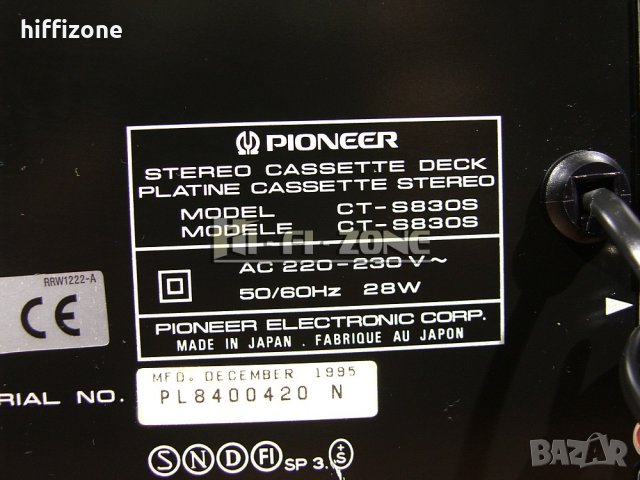 hiffizone
PIONEER
STEREO CASSETTE DECK
PLATINE CASSETTE STEREO
MODEL CT-S830S
MODELE CT-S830S
Hi-Fi-ZONE
AC 220-230V~
50/60Hz 28W
PIONEER ELECTRONIC CORP.
MADE IN JAPAN . FABRIQUE AU JAPON
RRW1222-A
CE
MFD. DECEMBER 1995
RIAL NO. PL8400420 N
S N D FI SP 3. S
BAZAR